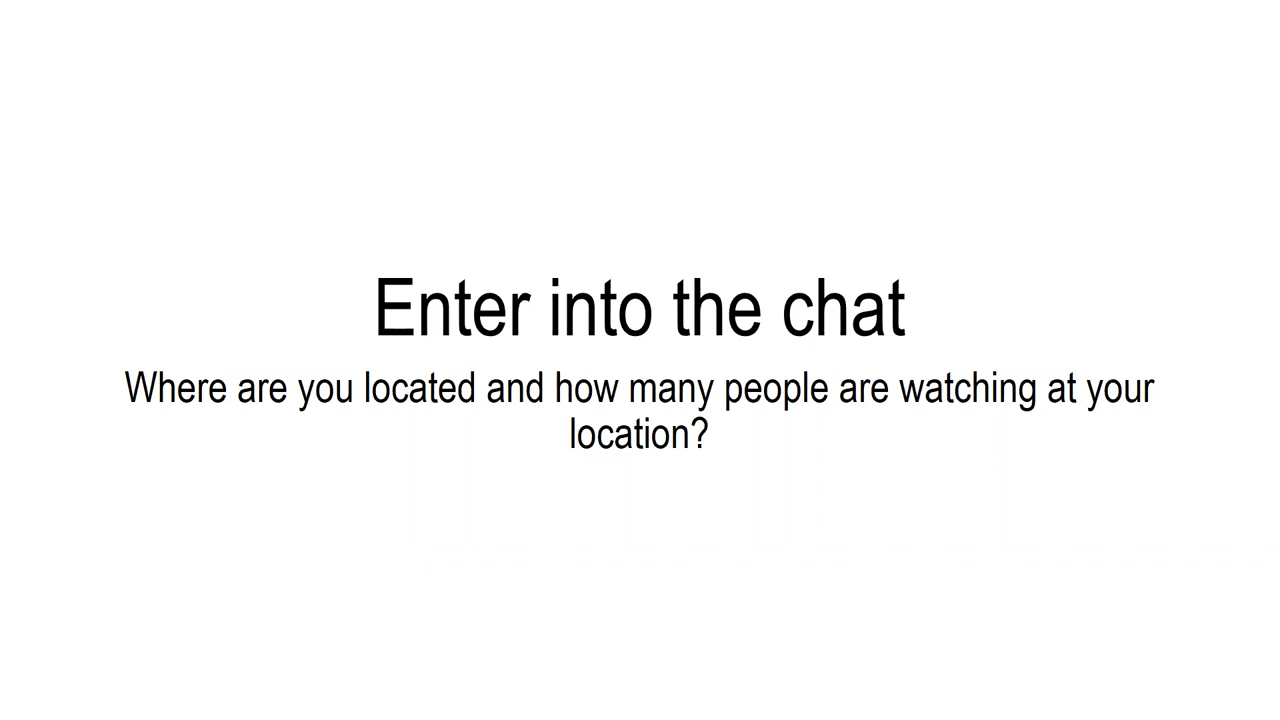 Enter into the chat
Where are you located and how many people are watching at your
location?